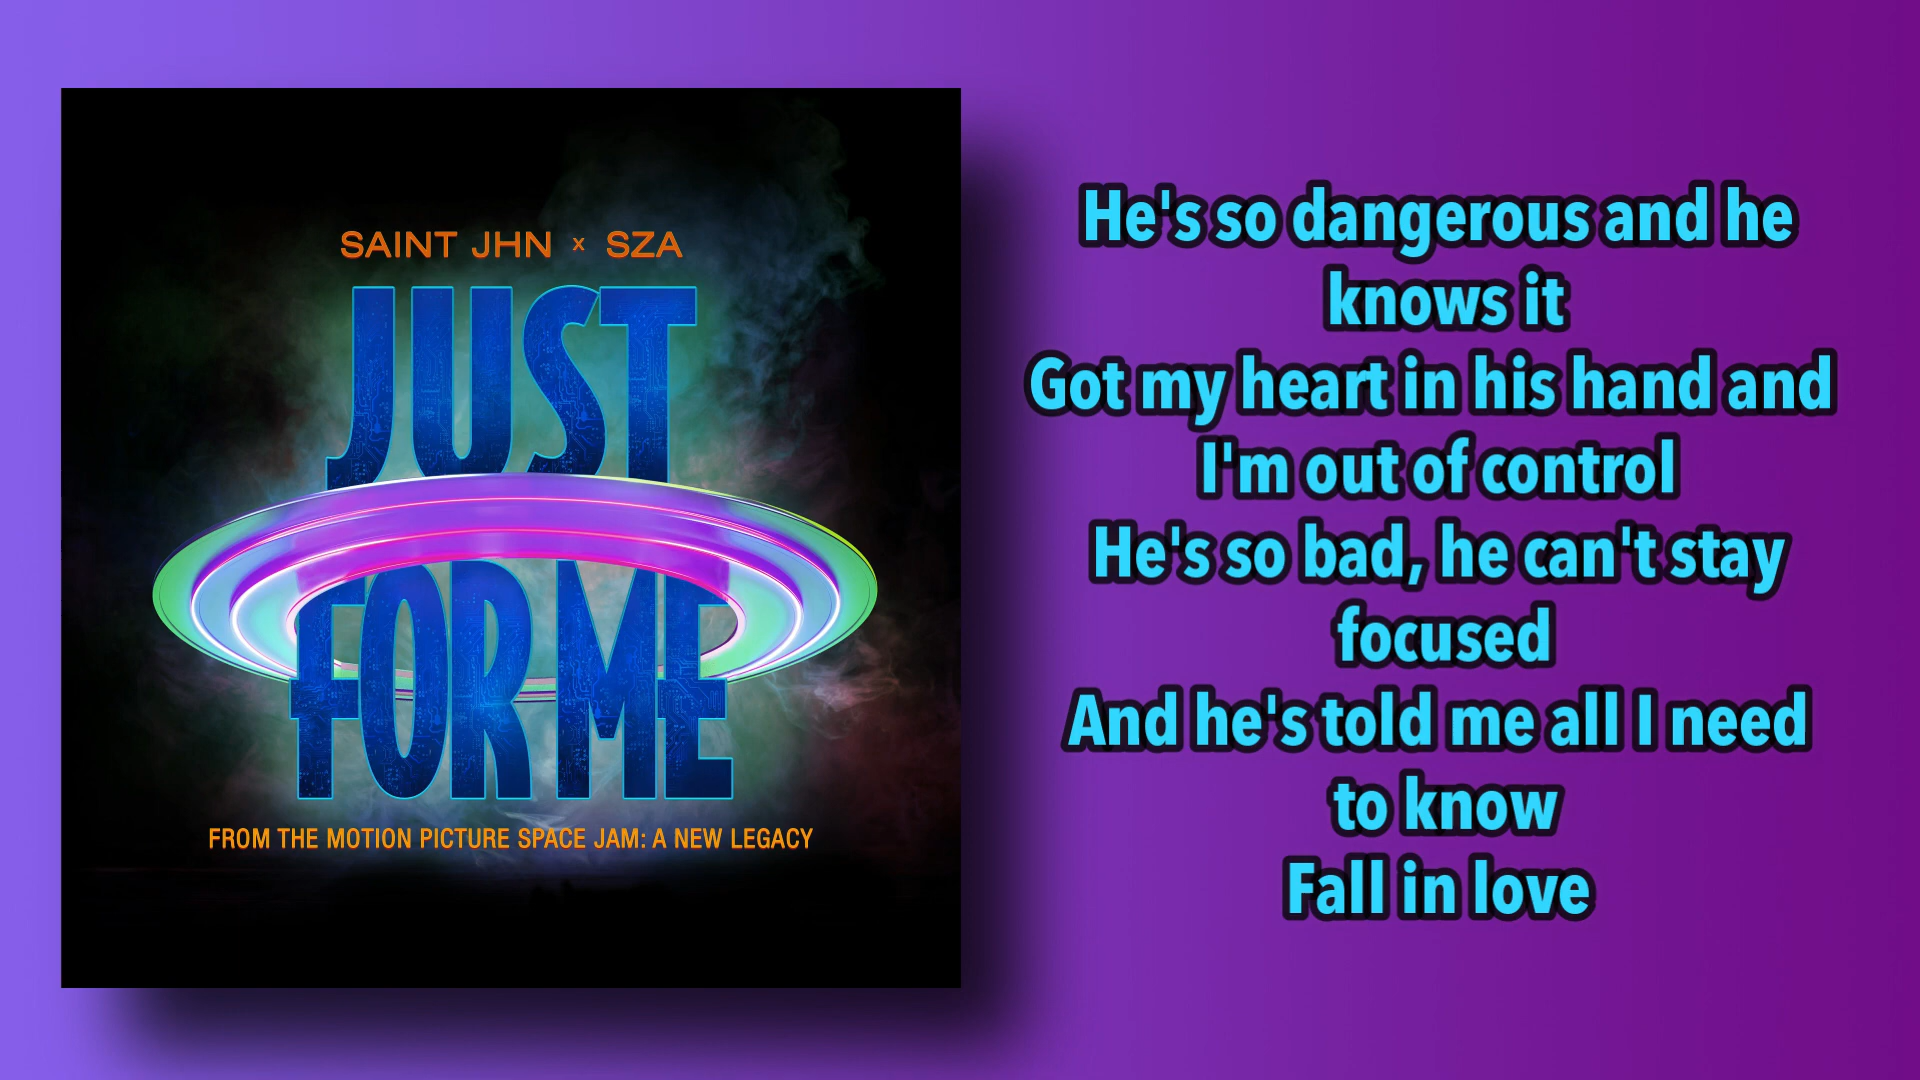 SAINT JHN x SZA
JUST
FOR ME
FROM THE MOTION PICTURE SPACE JAM: A NEW LEGACY
He's so dangerous and he
knows it
Got my heart in his hand and
I'm out of control
He's so bad, he can't stay
focused
And he's told me all I need
to know
Fall in love